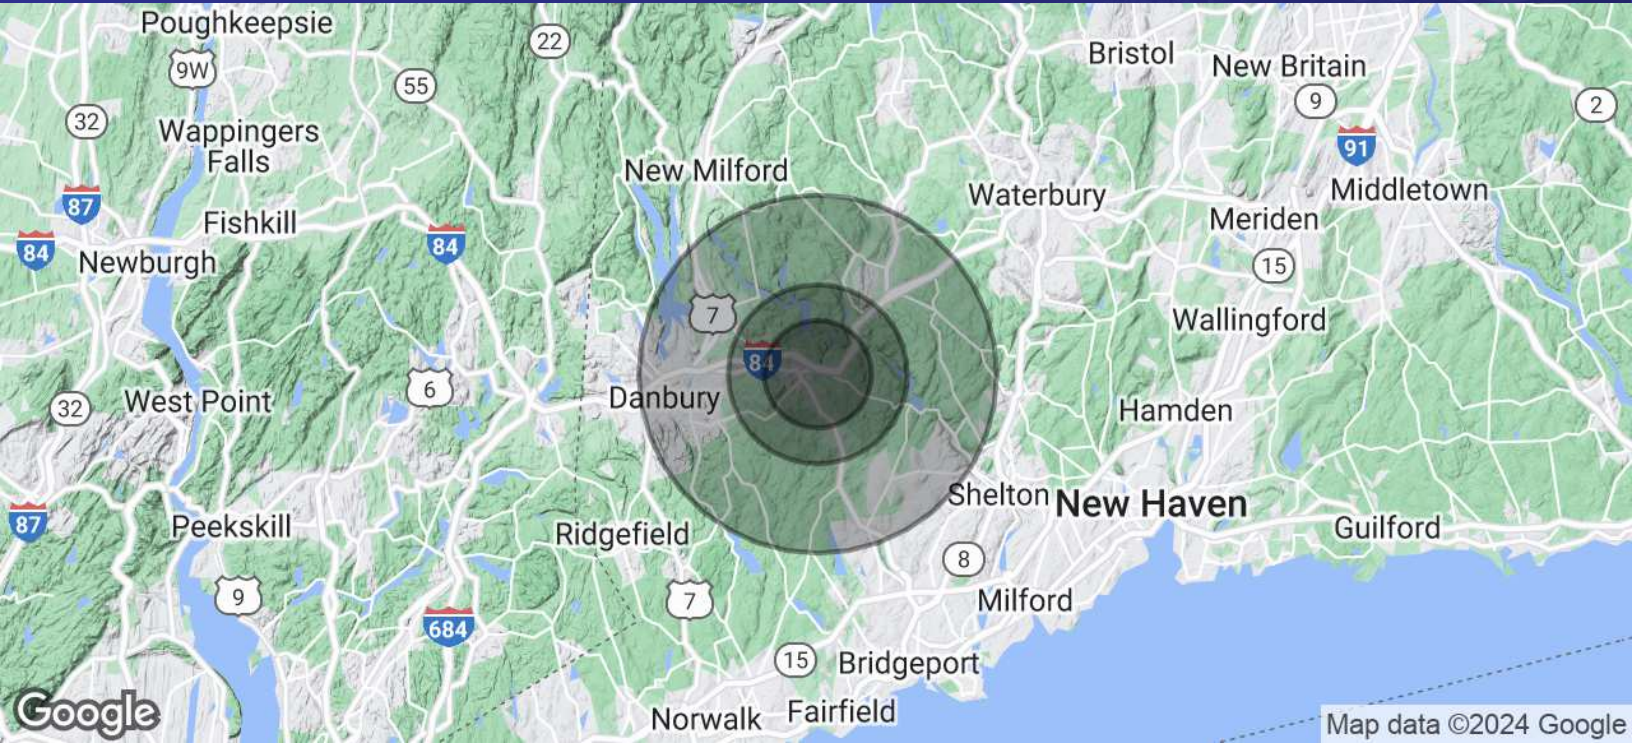 Poughkeepsie
22
Bristol
New Britain
9W
55
9
2
32
Wappingers
Falls
91
New Milford
Waterbury
Middletown
87
Fishkill
Meriden
84
84
Newburgh
15
7
Wallingford
84
6
32
West Point
Danbury
Hamden
Shelton
New Haven
87
Peekskill
Ridgefield
Guilford
8
9
7
Milford
684
15
Bridgeport
Google
Norwalk
Fairfield
Map data ©2024 Google